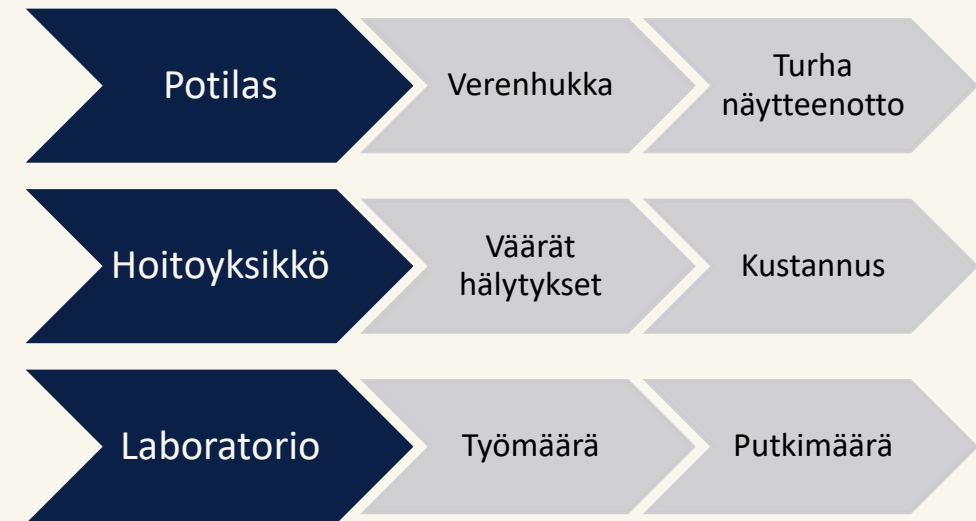 Potilas
Verenhukka
Turha
näytteenotto
Hoitoyksikkö
Väärät
hälytykset
Kustannus
Laboratorio
Työmäärä
Putkimäärä